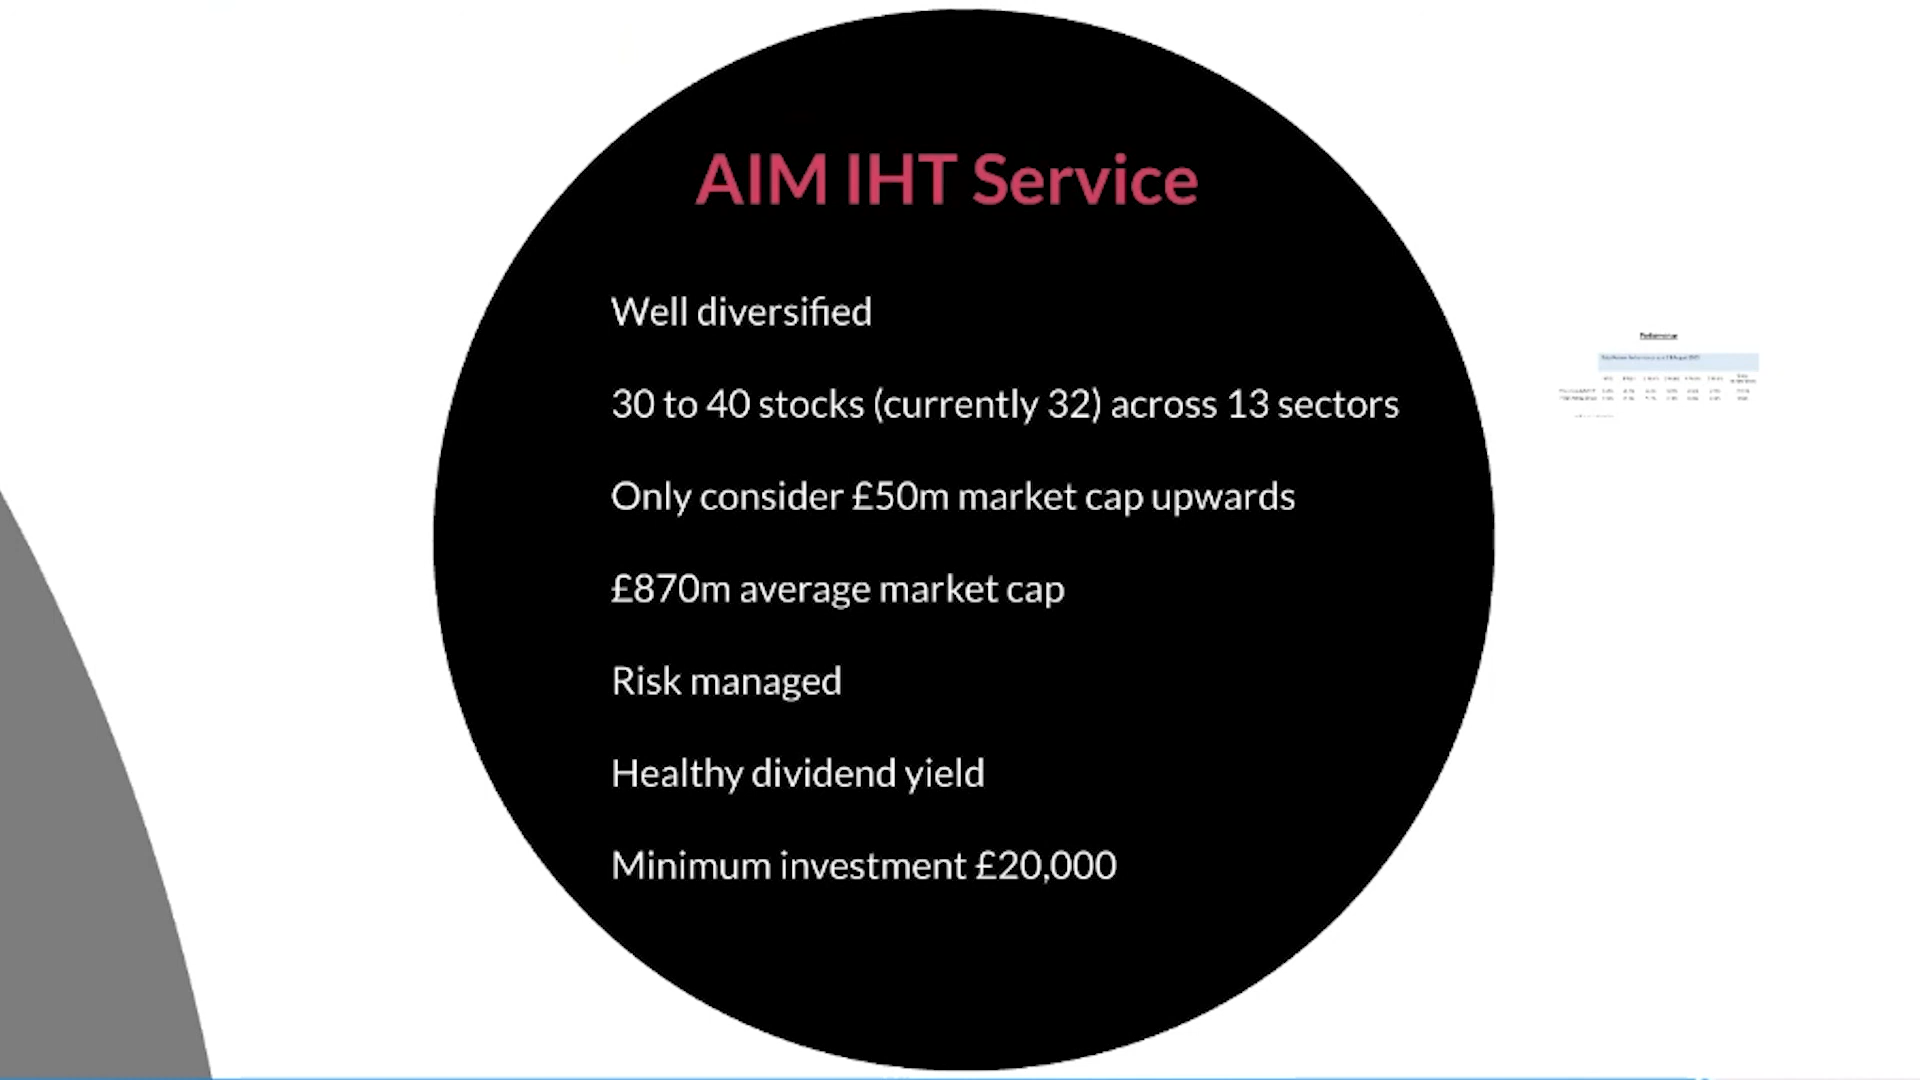 AIM IHT Service
Well diversified
30 to 40 stocks (currently 32) across 13 sectors
Only consider £50m market cap upwards
£870m average market cap
Risk managed
Healthy dividend yield
Minimum investment £20,000
Performance